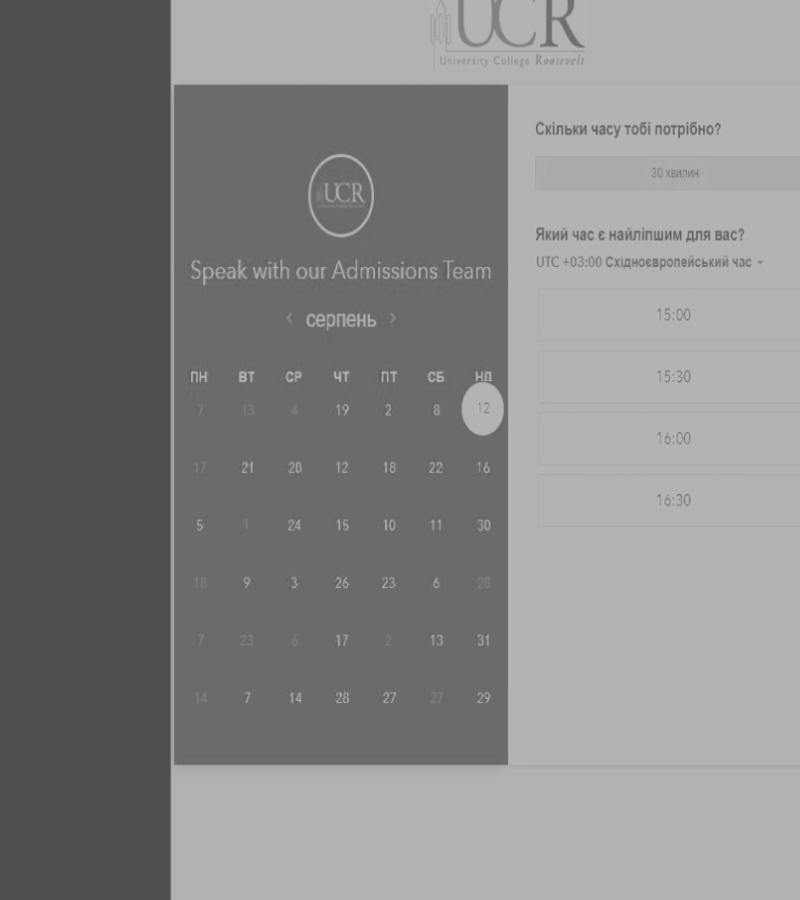 UCR
University College Roosevelt
UCR
Speak with our Admissions Team
‹ серпень ›
ПН ВТ СР ЧТ ПТ СБ НД
7 13 4 19 2 8 12
17 21 20 12 18 22 16
5 1 24 15 10 11 30
18 9 3 26 23 6 28
7 23 6 17 2 13 31
14 7 14 28 27 27 29
Скільки часу тобі потрібно?
30 хвилин
Який час є найліпшим для вас?
UTC +03:00 Східноєвропейський час
15:00
15:30
16:00
16:30